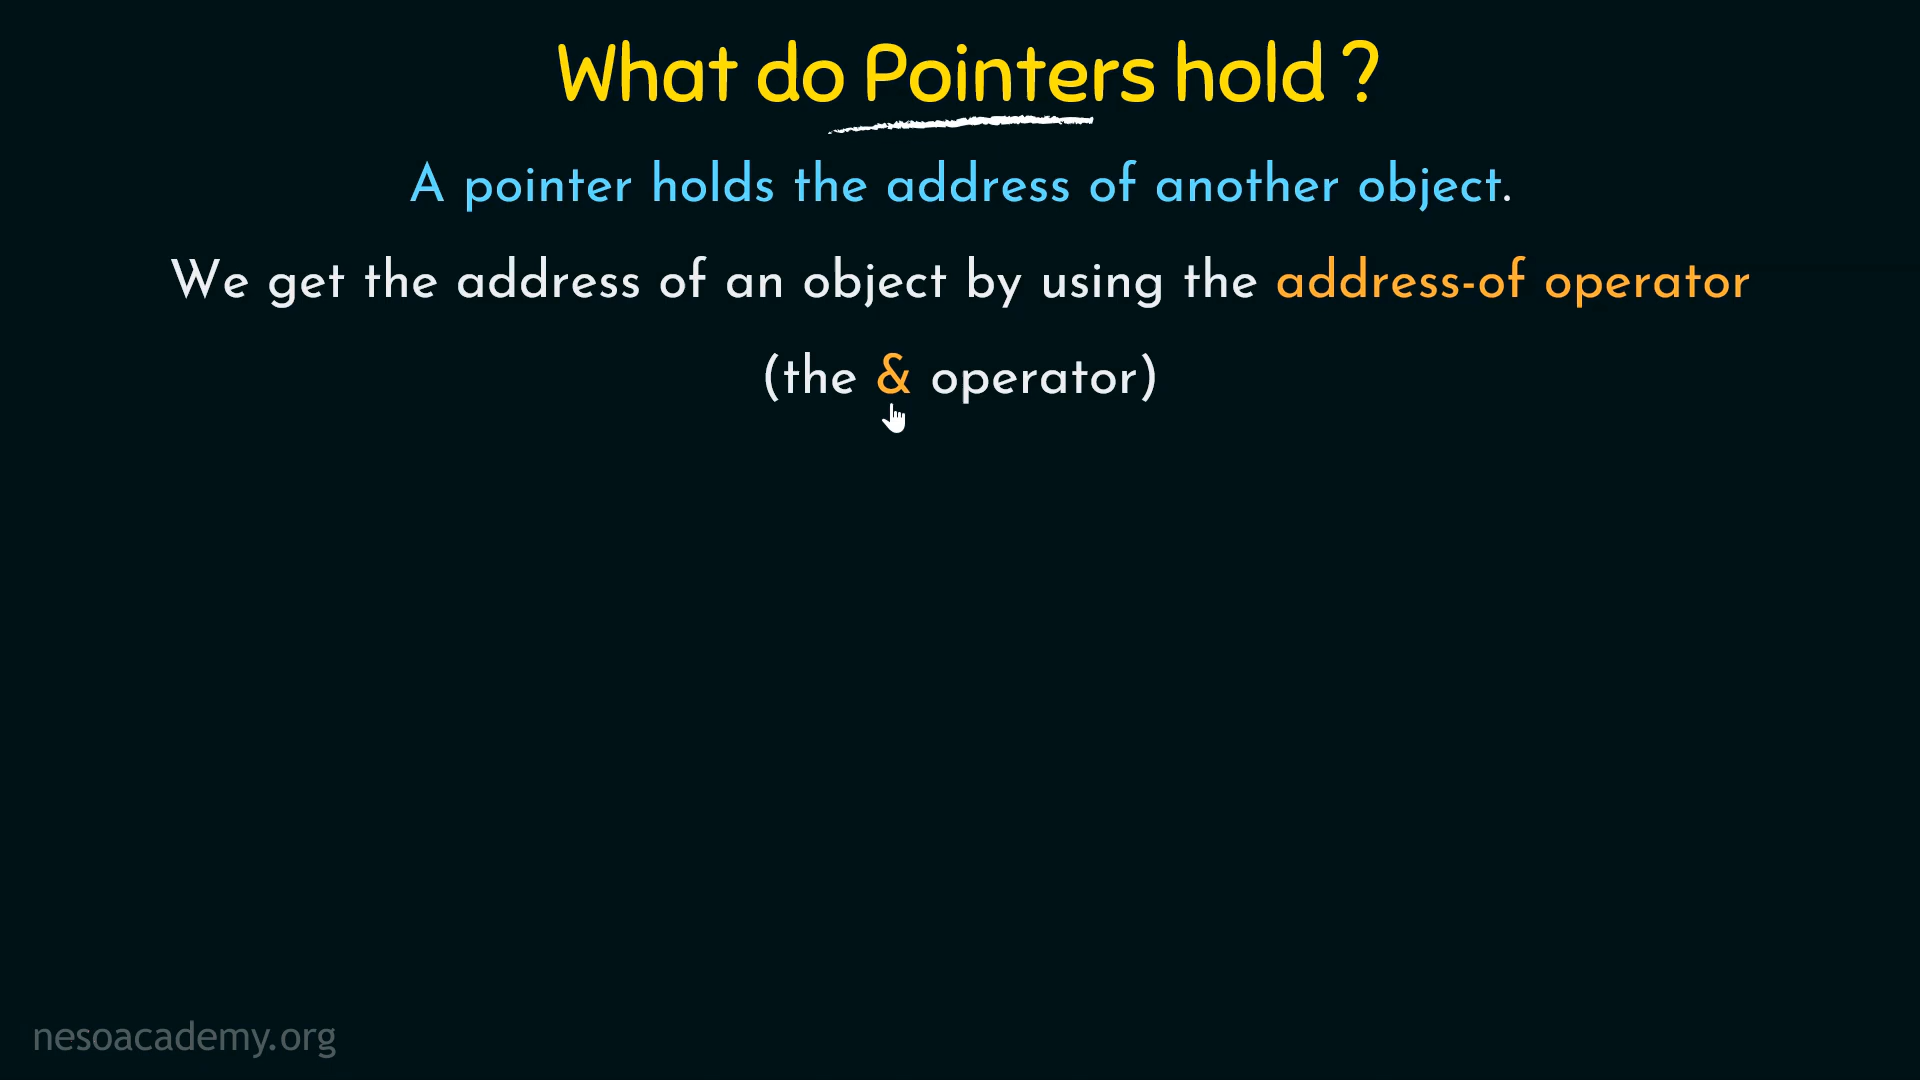 What do Pointers hold ?
A pointer holds the address of another object.
We get the address of an object by using the address-of operator
(the & operator)
nesoacademy.org